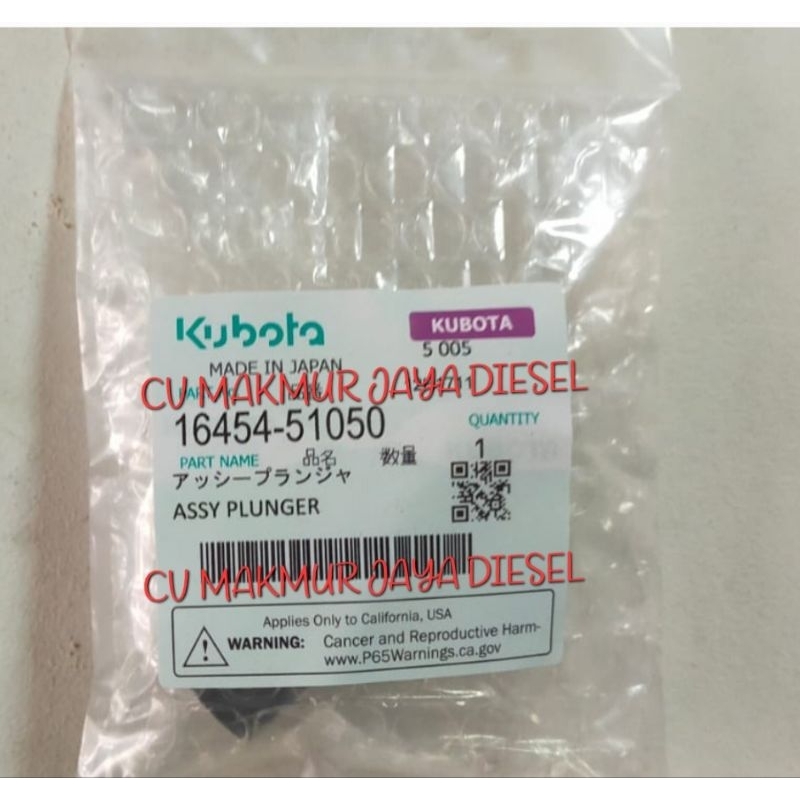 Kubota
KUBOTA
MADE IN JAPAN
5 005
CV MAKMUR JAYA DIESEL
16454-51050
QUANTITY
1
PART NAME 品名 数量
アッシープランジャ
ASSY PLUNGER
CV MAKMUR JAYA DIESEL
Applies Only to California, USA
WARNING: Cancer and Reproductive Harm-
www.P65Warnings.ca.gov